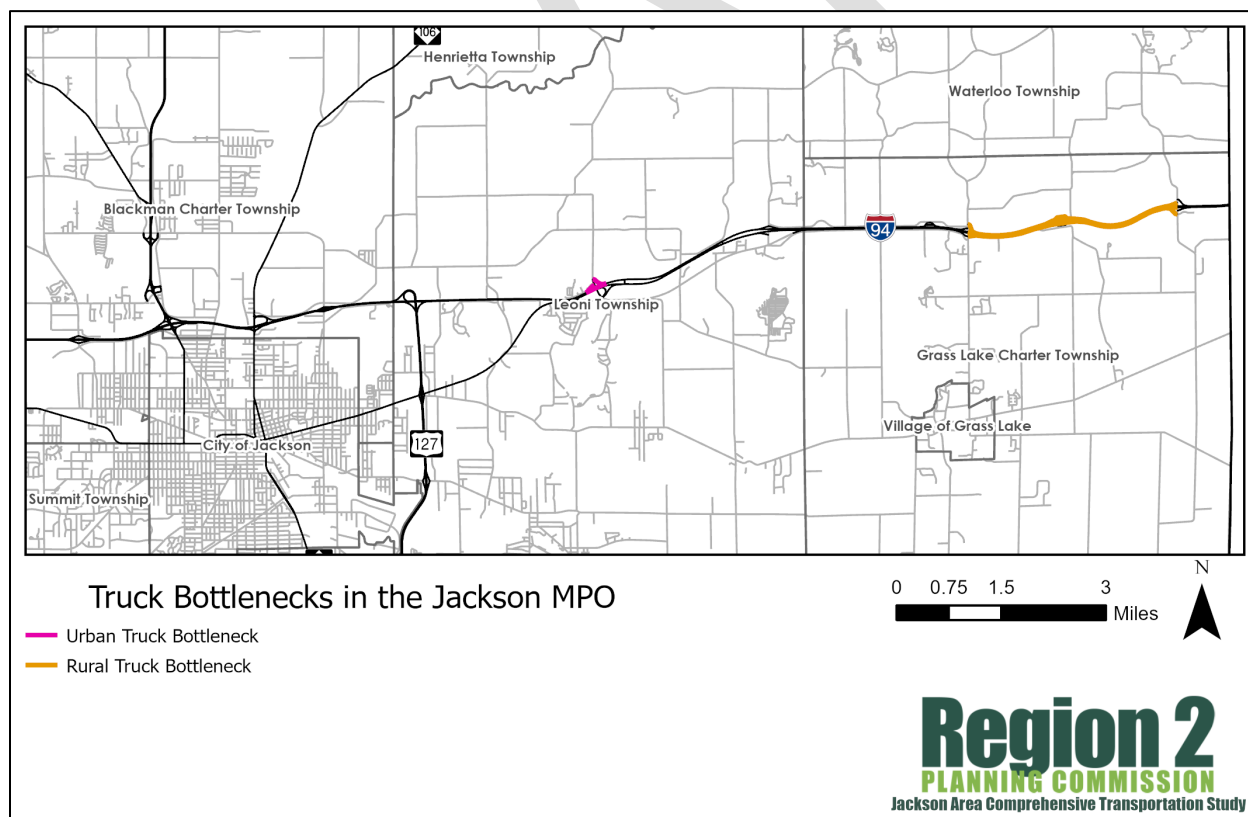 106
Henrietta Township
Waterloo Township
Blackman Charter Township
94
Leoni Township
Grass Lake Charter Township
Village of Grass Lake
127
City of Jackson
Summit Township
Truck Bottlenecks in the Jackson MPO
Urban Truck Bottleneck
Rural Truck Bottleneck
0 0.75 1.5 3
Miles
N
Region 2
PLANNING COMMISSION
Jackson Area Comprehensive Transportation Study